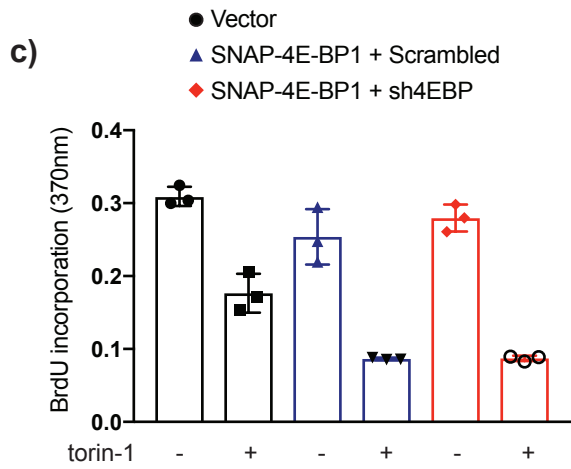 Vector
c)
SNAP-4E-BP1 + Scrambled
SNAP-4E-BP1 + sh4EBP
BrdU incorporation (370nm)
0.4
0.3
0.2
0.1
0.0
torin-1 - + - + - +